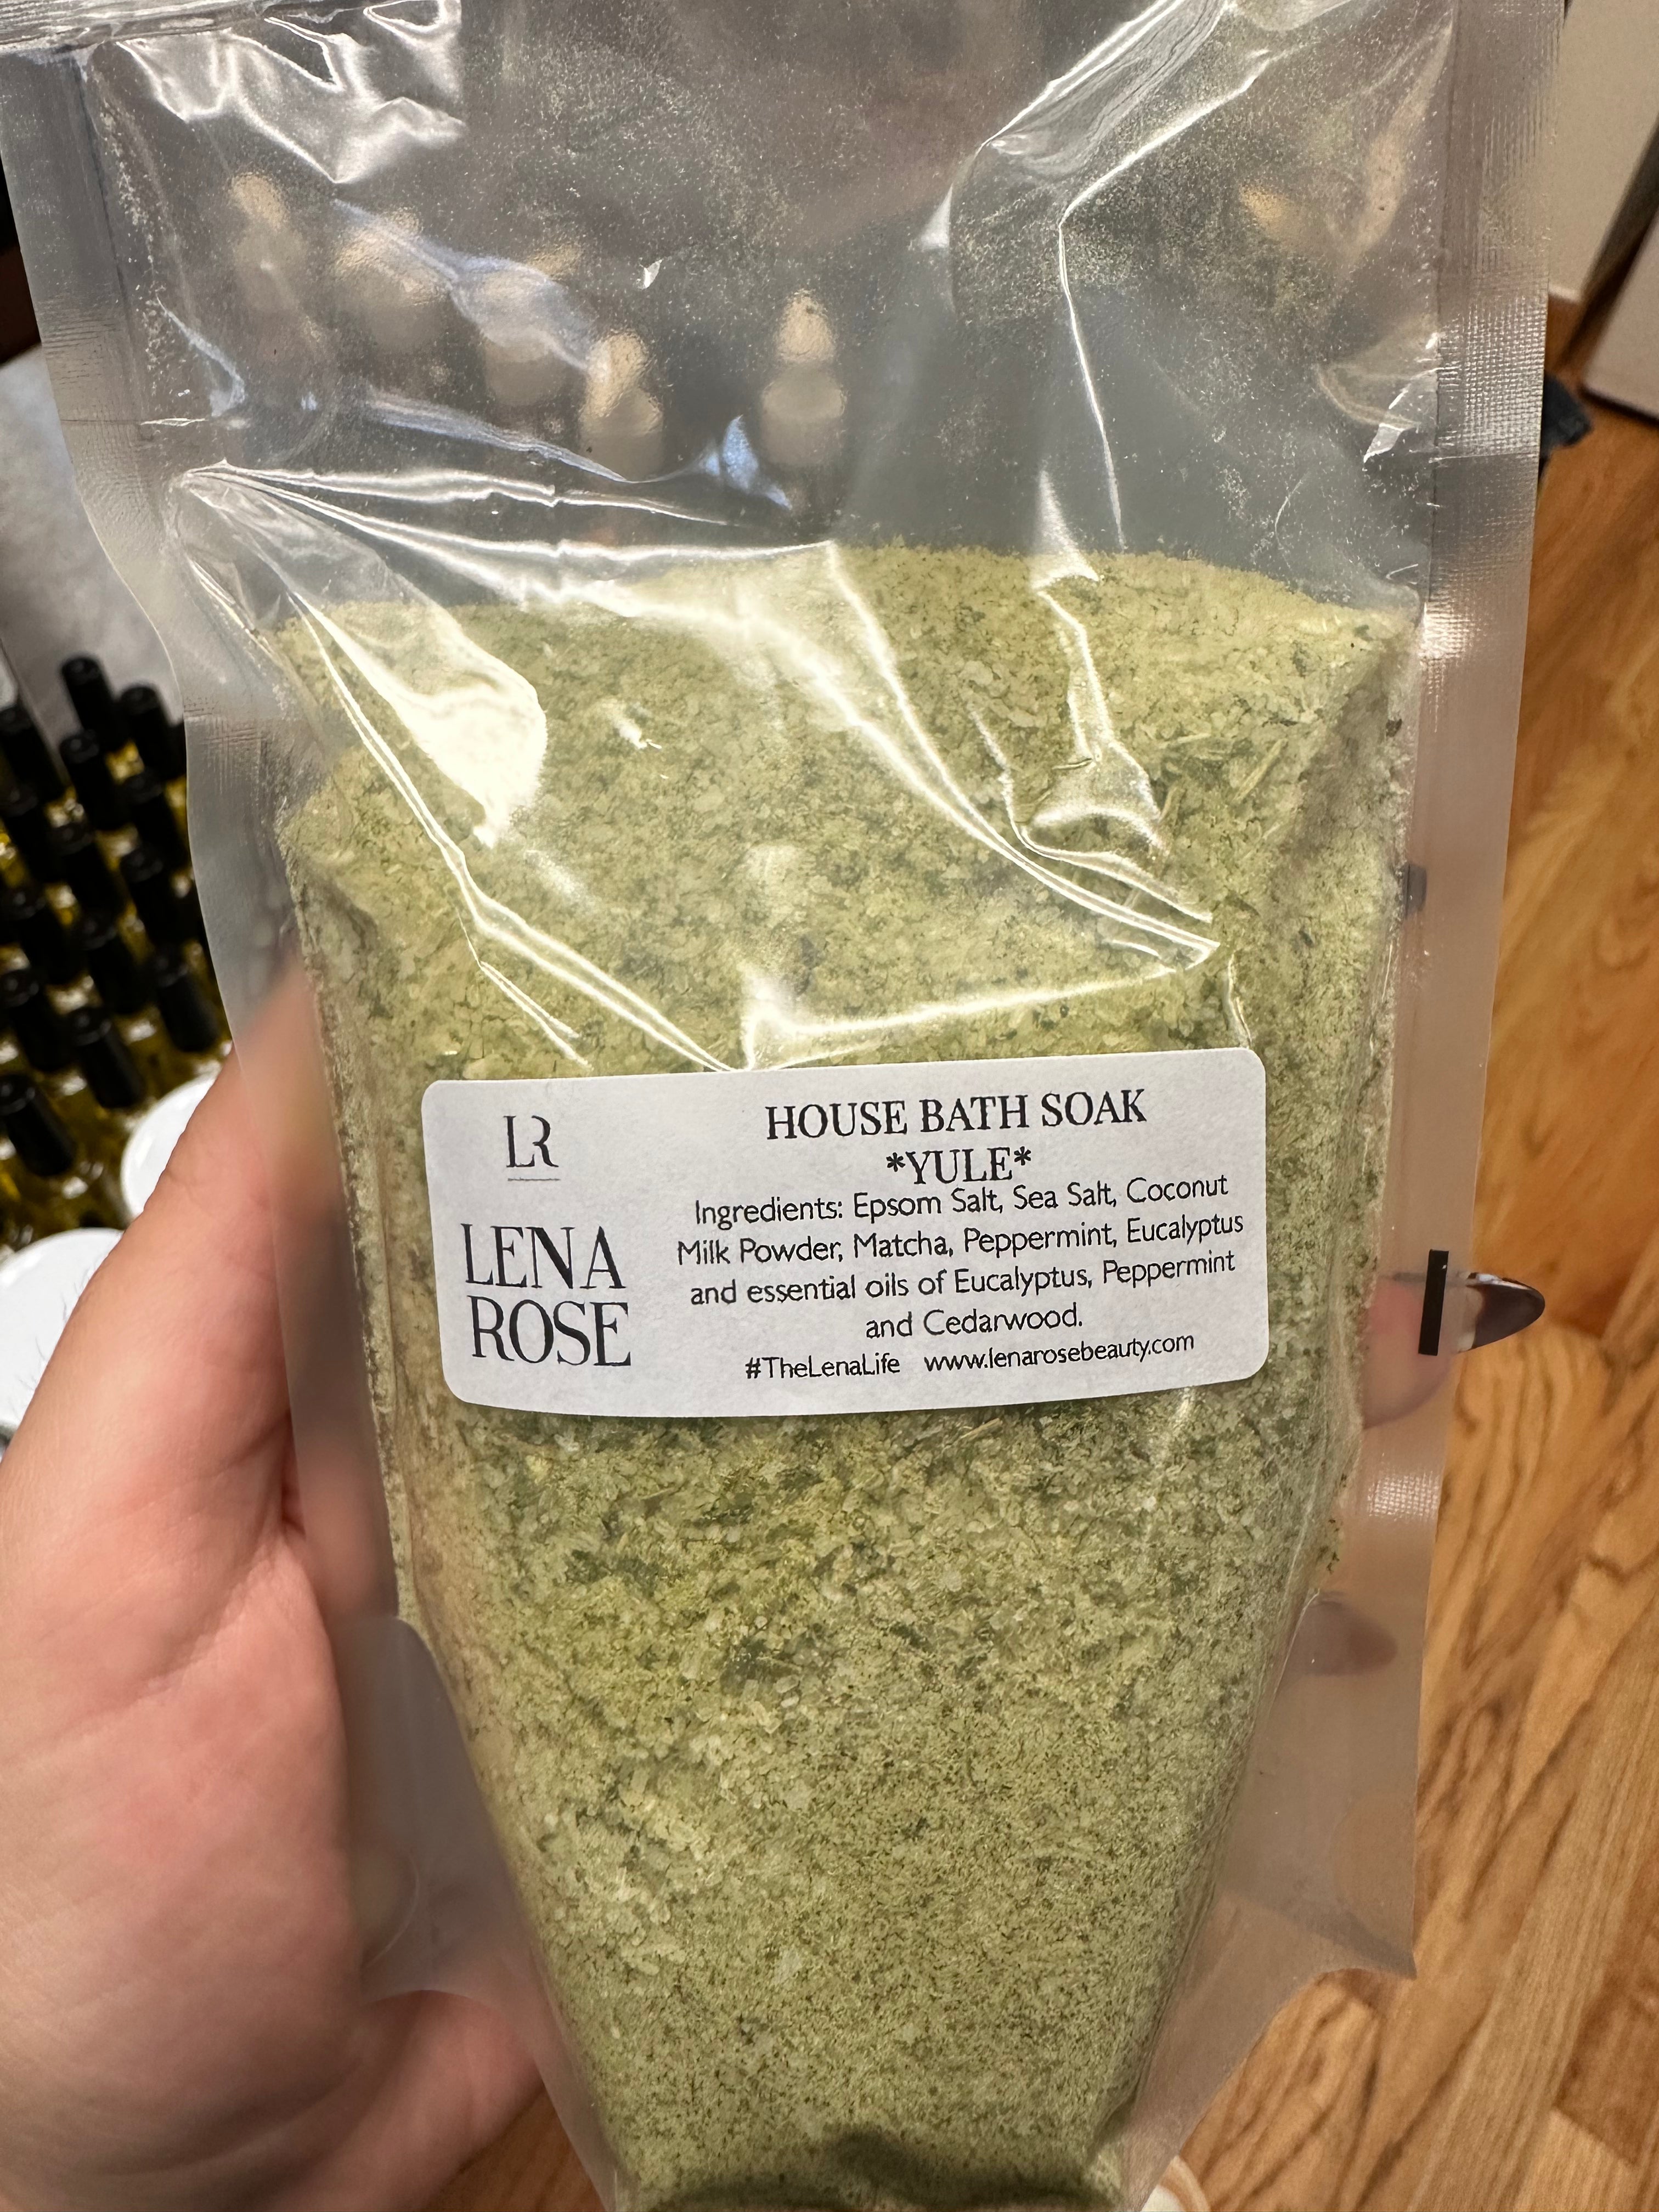 LR
LENA
ROSE
HOUSE BATH SOAK
*YULE*
Ingredients: Epsom Salt, Sea Salt, Coconut
Milk Powder, Matcha, Peppermint, Eucalyptus
and essential oils of Eucalyptus, Peppermint
and Cedarwood.
#TheLenaLife www.lenarosebeauty.com